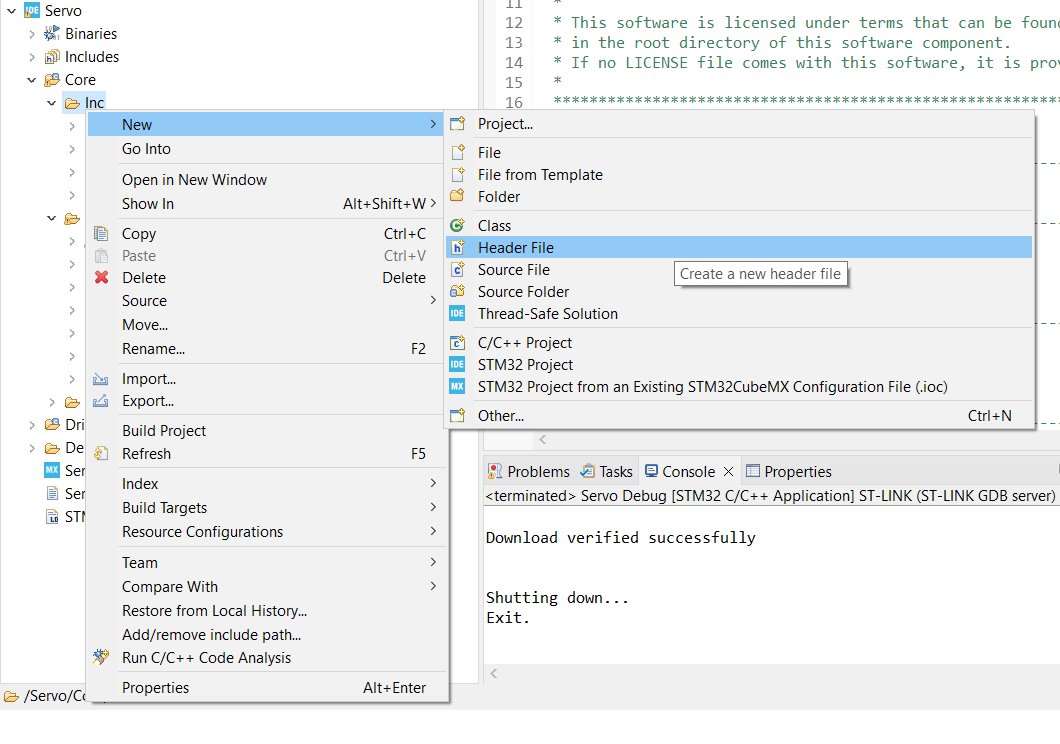 Servo
Binaries
Includes
Core
Inc
11 *
12 * This software is licensed under terms that can be found
13 * in the root directory of this software component.
14 * If no LICENSE file comes with this software, it is prov
15 *
16 ********************************************************
New
Go Into
Open in New Window
Show In Alt+Shift+W
Copy Ctrl+C
Paste Ctrl+V
Delete Delete
Source
Move...
Rename... F2
Import...
Export...
Build Project
Refresh F5
Index
Build Targets
Resource Configurations
Team
Compare With
Restore from Local History...
Add/remove include path...
Run C/C++ Code Analysis
Properties Alt+Enter
Project...
File
File from Template
Folder
Class
Header File
Source File
Source Folder
Thread-Safe Solution
C/C++ Project
STM32 Project
STM32 Project from an Existing STM32CubeMX Configuration File (.ioc)
Other... Ctrl+N
Create a new header file
Dri
De
Ser
Ser
STM
Problems Tasks Console Properties
<terminated> Servo Debug [STM32 C/C++ Application] ST-LINK (ST-LINK GDB server)
Download verified successfully
Shutting down...
Exit.
/Servo/Co